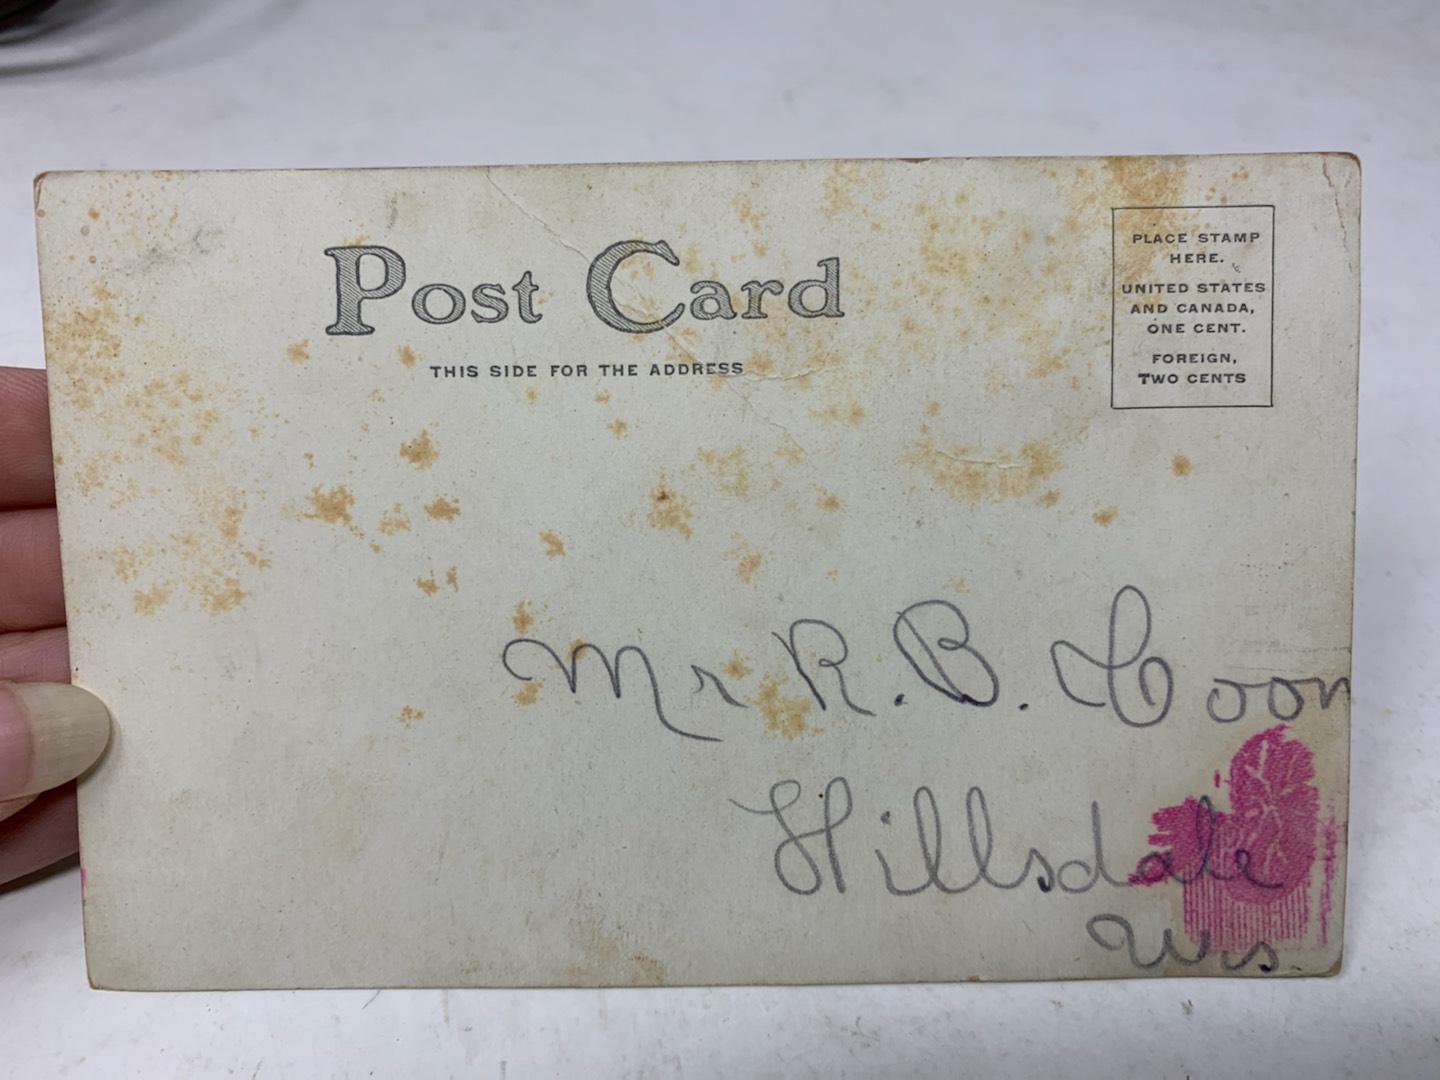 Post Card
THIS SIDE FOR THE ADDRESS
PLACE STAMP
HERE.
UNITED STATES
AND CANADA,
ONE CENT.
FOREIGN,
TWO CENTS
Mr R. B. Coon
Hillsdale
Wis.